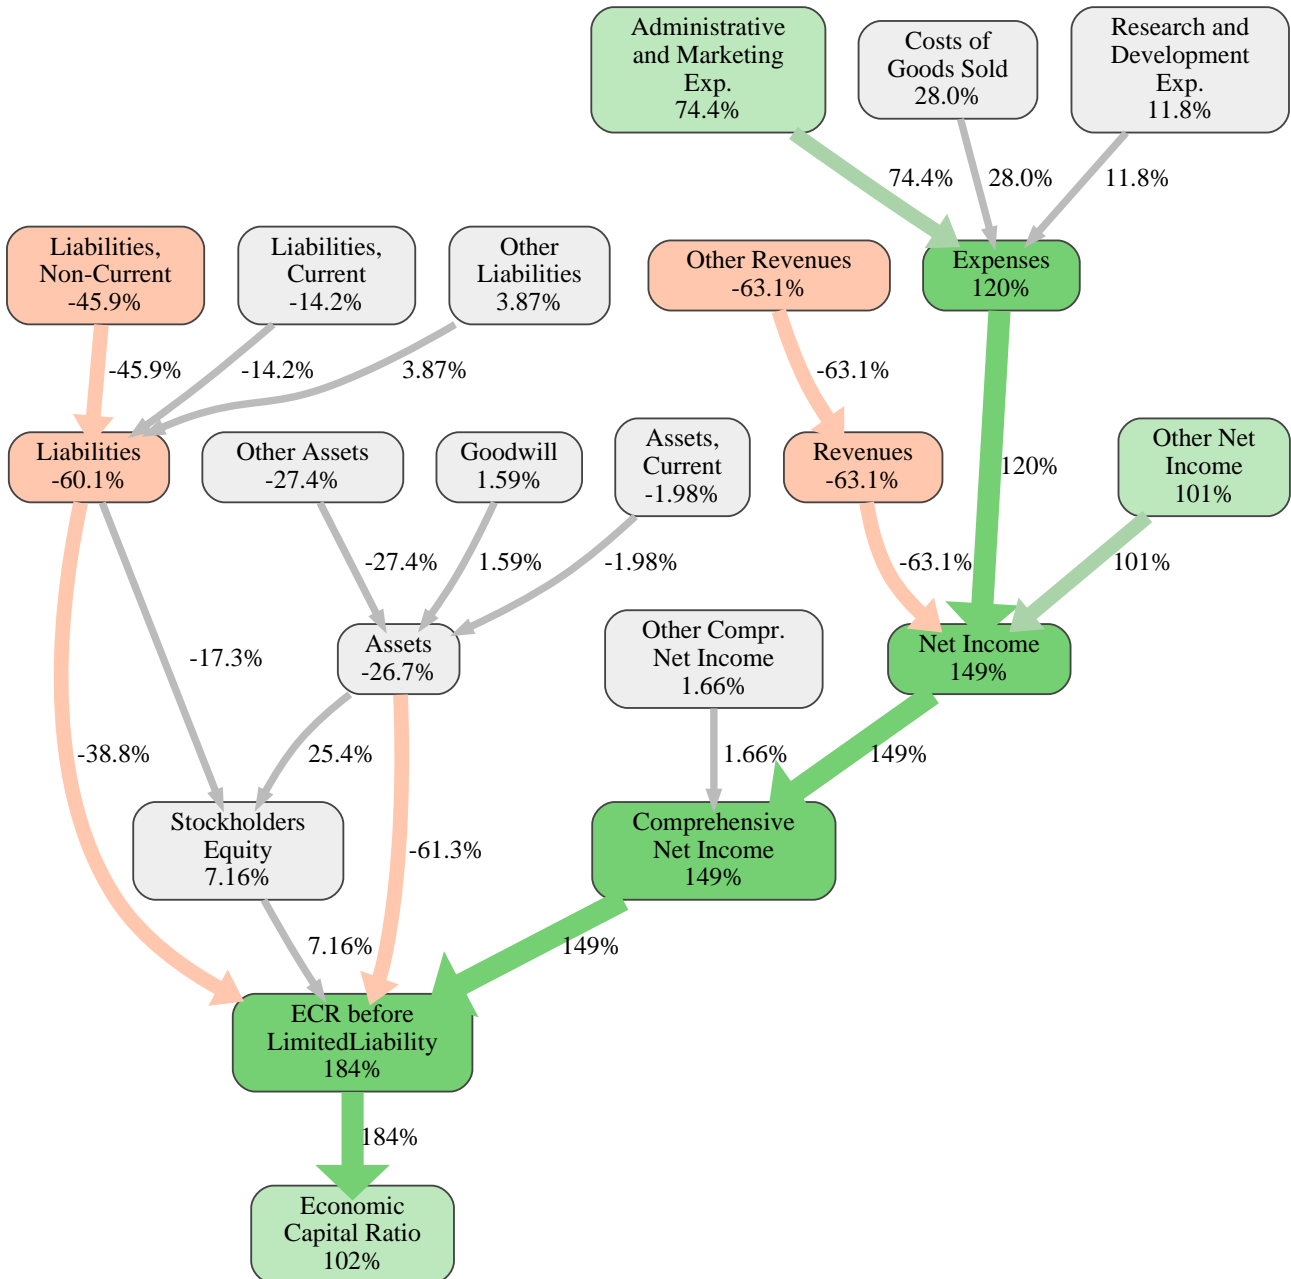 Administrative
and Marketing
Exp.
74.4%
Costs of
Goods Sold
28.0%
Research and
Development
Exp.
11.8%
74.4%
28.0%
11.8%
Liabilities,
Non-Current
-45.9%
Liabilities,
Current
-14.2%
Other
Liabilities
3.87%
Other Revenues
-63.1%
Expenses
120%
-45.9%
-14.2%
3.87%
-63.1%
Liabilities
-60.1%
Other Assets
-27.4%
Goodwill
1.59%
Assets,
Current
-1.98%
Revenues
-63.1%
120%
Other Net
Income
101%
-27.4%
1.59%
-1.98%
-63.1%
101%
-17.3%
Assets
-26.7%
Other Compr.
Net Income
1.66%
Net Income
149%
-38.8%
25.4%
1.66%
149%
Stockholders
Equity
7.16%
-61.3%
Comprehensive
Net Income
149%
7.16%
149%
ECR before
LimitedLiability
184%
184%
Economic
Capital Ratio
102%